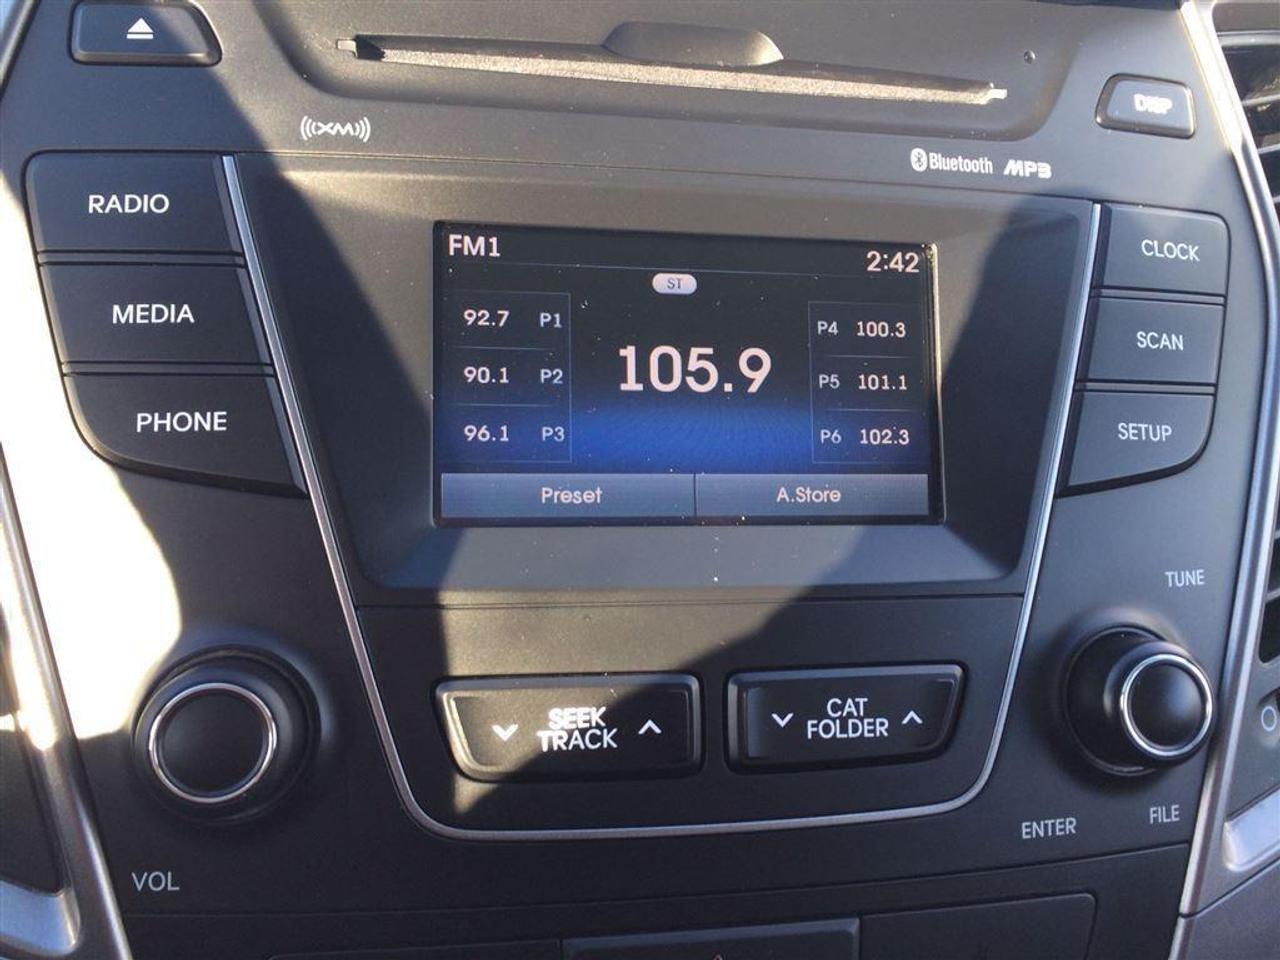 ((XM))
DISP
Bluetooth MP3
RADIO
MEDIA
PHONE
CLOCK
SCAN
SETUP
FM1
2:42
ST
92.7 P1
90.1 P2
96.1 P3
105.9
P4 100.3
P5 101.1
P6 102.3
Preset
A.Store
TUNE
SEEK
TRACK
CAT
FOLDER
VOL
ENTER
FILE